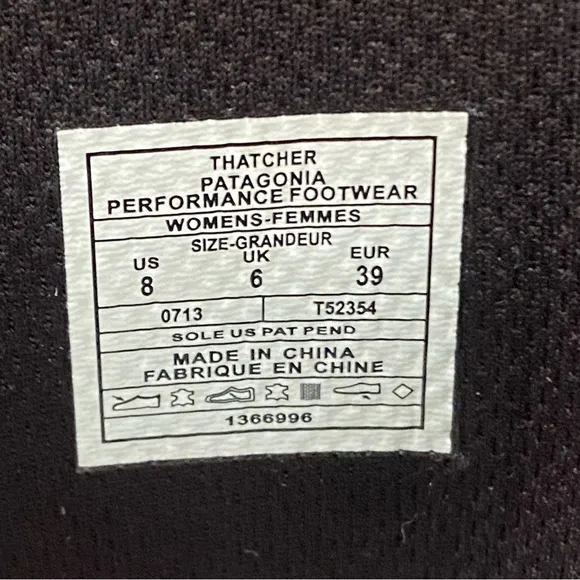 THATCHER
PATAGONIA
PERFORMANCE FOOTWEAR
WOMENS-FEMMES
SIZE-GRANDEUR
US UK EUR
8 6 39
0713 T52354
SOLE US PAT PEND
MADE IN CHINA
FABRIQUE EN CHINE
1366996